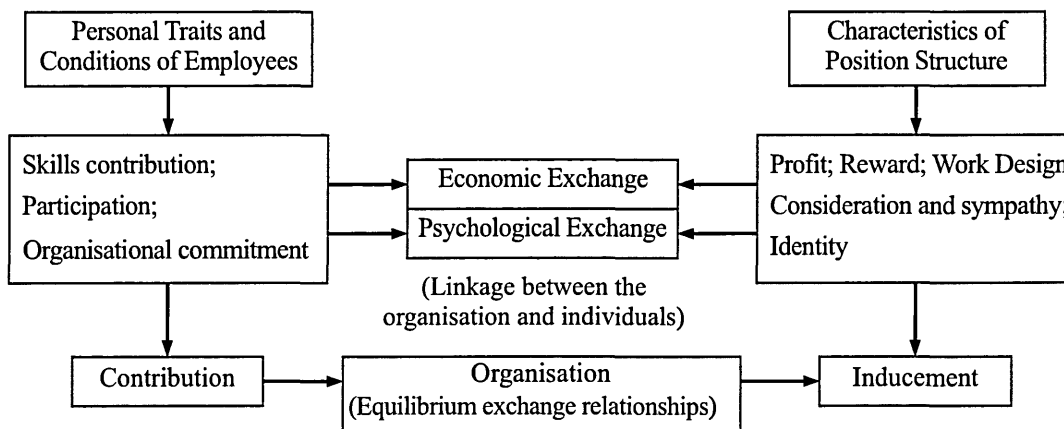 Personal Traits and
Conditions of Employees
Characteristics of
Position Structure
Skills contribution;
Participation;
Organisational commitment
Economic Exchange
Psychological Exchange
(Linkage between the
organisation and individuals)
Profit; Reward; Work Design
Consideration and sympathy;
Identity
Contribution
Organisation
(Equilibrium exchange relationships)
Inducement